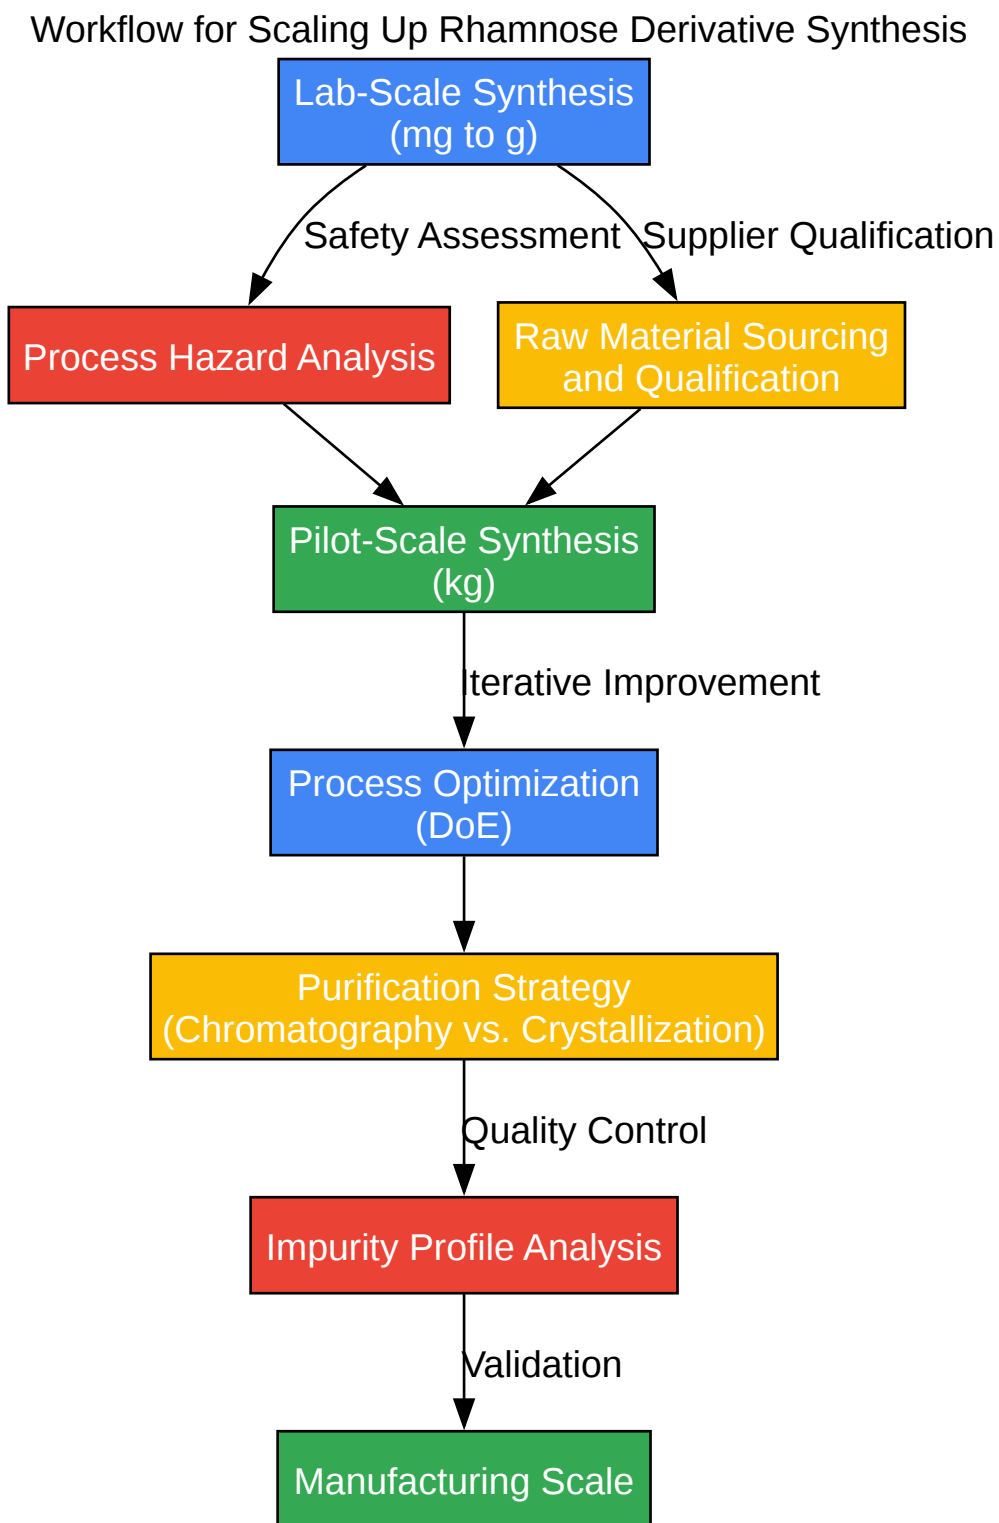 Workflow for Scaling Up Rhamnose Derivative Synthesis
Lab-Scale Synthesis
(mg to g)
Safety Assessment
Supplier Qualification
Process Hazard Analysis
Raw Material Sourcing
and Qualification
Pilot-Scale Synthesis
(kg)
Iterative Improvement
Process Optimization
(DoE)
Purification Strategy
(Chromatography vs. Crystallization)
Quality Control
Impurity Profile Analysis
Validation
Manufacturing Scale